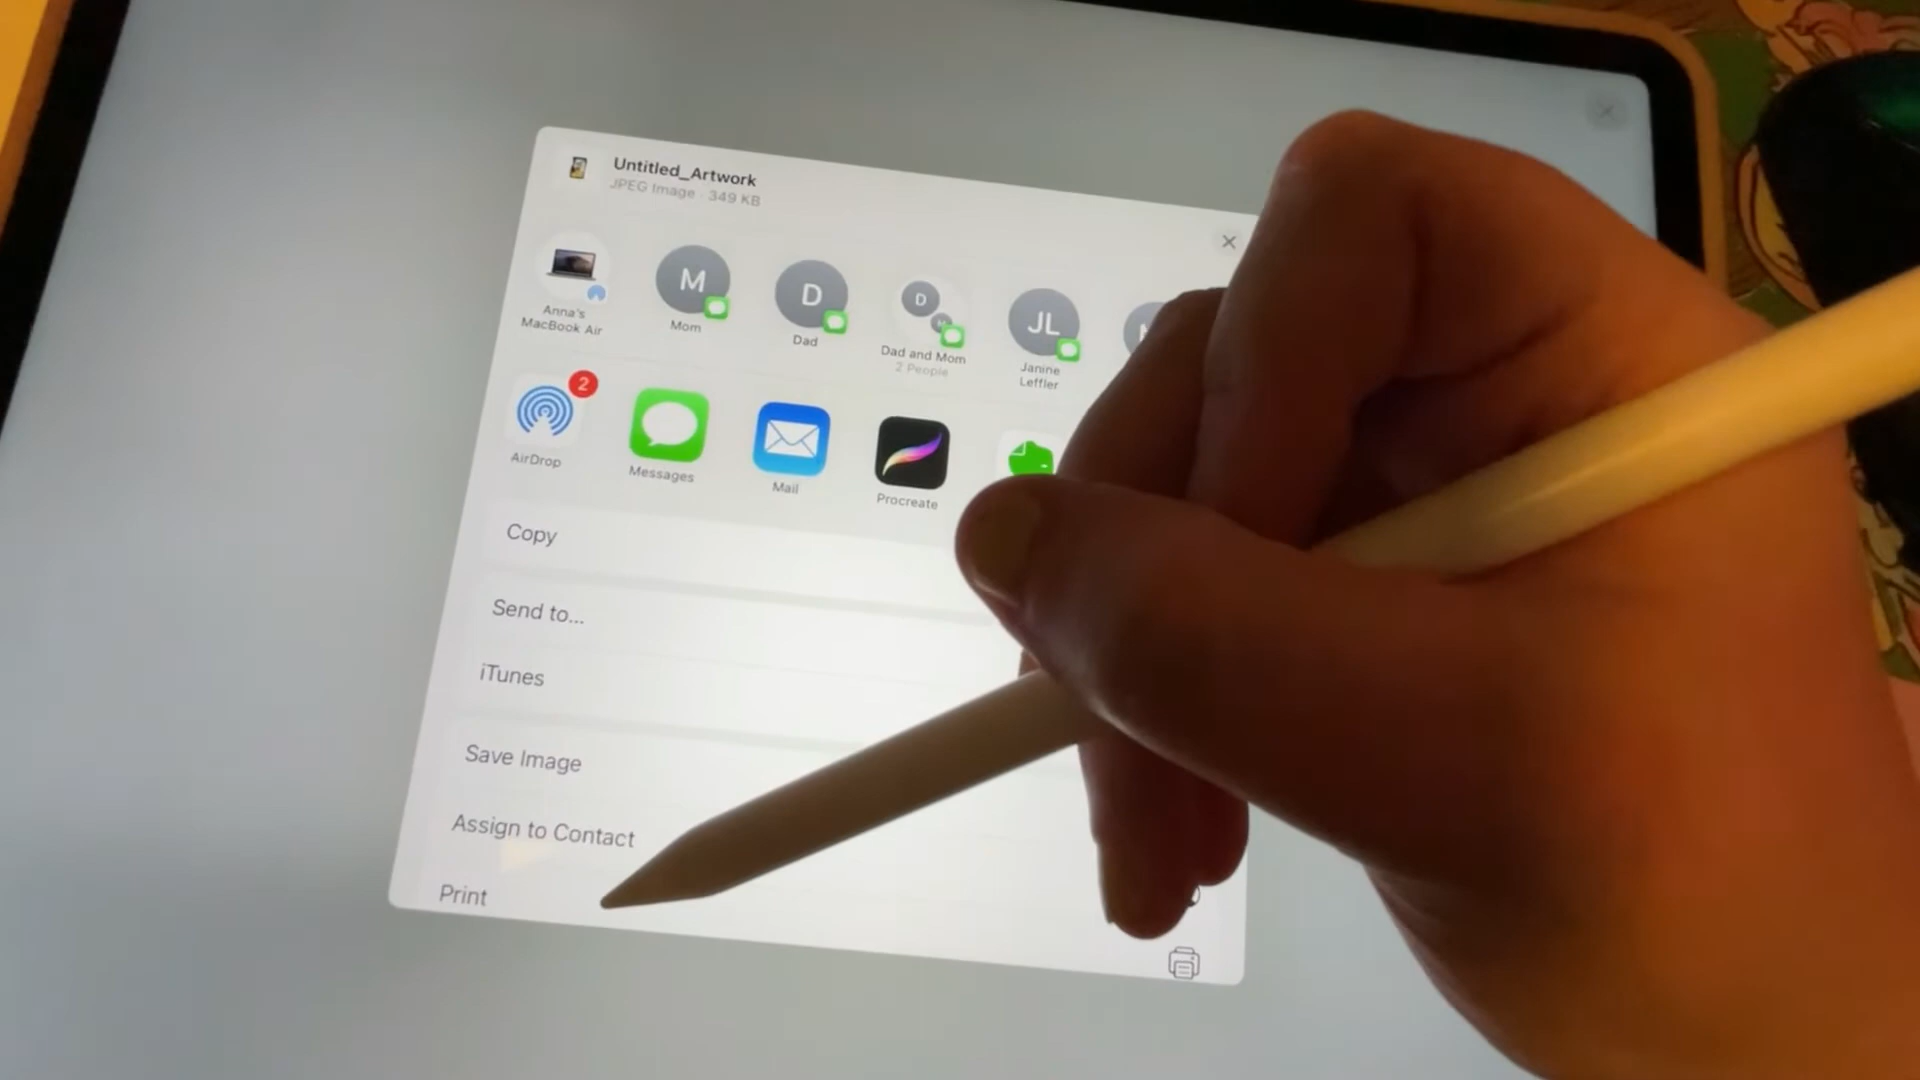 Untitled_Artwork
JPEG Image · 349 KB
Anna's
MacBook Air
M
Mom
D
Dad
D
Dad and Mom
2 People
JL
Janine
Leffler
2
AirDrop
Messages
Mail
Procreate
Copy
Send to...
iTunes
Save Image
Assign to Contact
Print